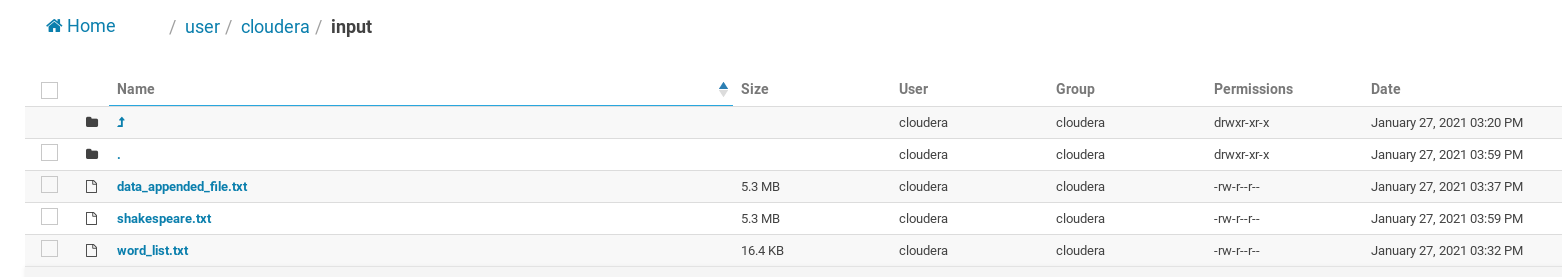 Home / user / cloudera / input
Name Size User Group Permissions Date
cloudera cloudera drwxr-xr-x January 27, 2021 03:20 PM
. cloudera cloudera drwxr-xr-x January 27, 2021 03:59 PM
data_appended_file.txt 5.3 MB cloudera cloudera -rw-r--r-- January 27, 2021 03:37 PM
shakespeare.txt 5.3 MB cloudera cloudera -rw-r--r-- January 27, 2021 03:59 PM
word_list.txt 16.4 KB cloudera cloudera -rw-r--r-- January 27, 2021 03:32 PM